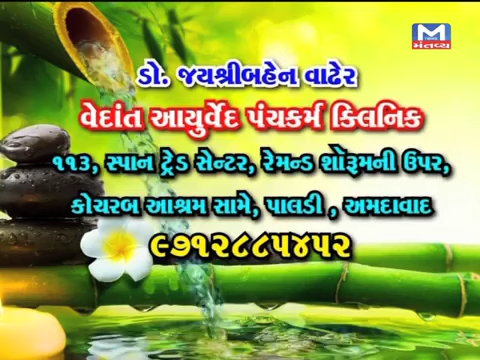 M
મંતવ્ય
ડો. જયશ્રીબહેન વાઢેર
વેદાંત આયુર્વેદ પંચકર્મ ક્લિનિક
૧૧૩, સ્પાન ટ્રેડ સેન્ટર, રેમન્ડ શોરૂમની ઉપર,
કોચરબ આશ્રમ સામે, પાલડી , અમદાવાદ
૯૭૧૨૮૮૫૪૫૨